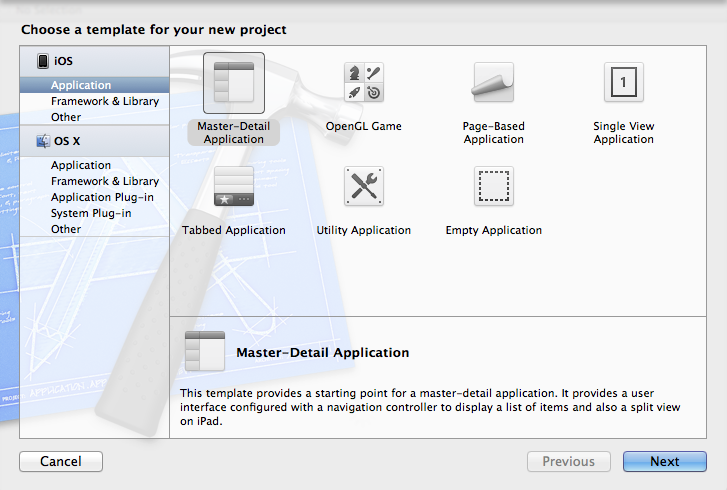 Choose a template for your new project
iOS
Application
Framework & Library
Other
OS X
Application
Framework & Library
Application Plug-in
System Plug-in
Other
Master-Detail
Application
OpenGL Game
Page-Based
Application
1
Single View
Application
Tabbed Application
Utility Application
Empty Application
Master-Detail Application
This template provides a starting point for a master-detail application. It provides a user
interface configured with a navigation controller to display a list of items and also a split view
on iPad.
Cancel
Previous
Next